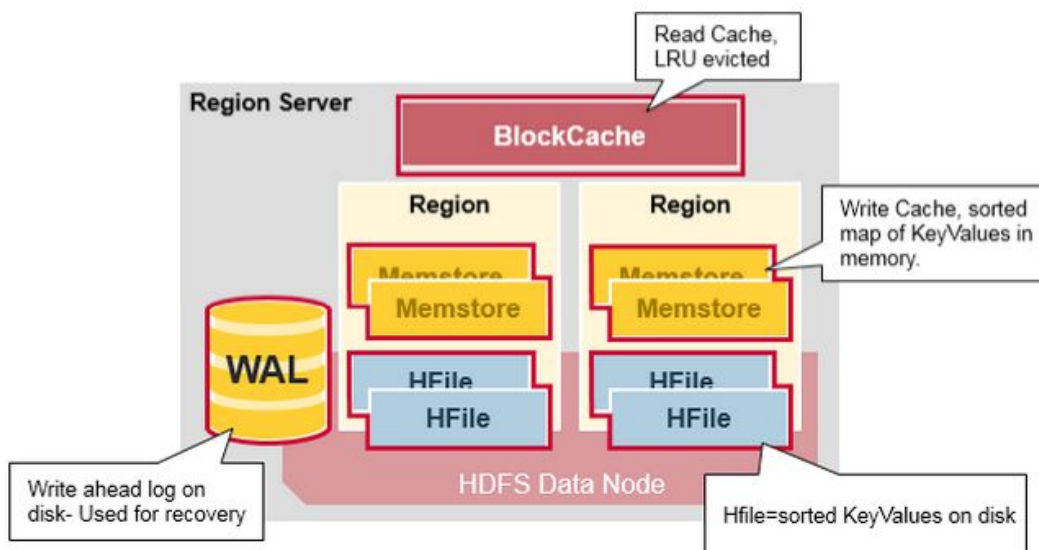 Read Cache,
LRU evicted
Region Server
BlockCache
Region
Region
Write Cache, sorted
map of KeyValues in
memory.
Memstore
Memstore
Memstore
Memstore
WAL
HFile
HFile
HFile
HFile
HDFS Data Node
Write ahead log on
disk- Used for recovery
Hfile=sorted KeyValues on disk